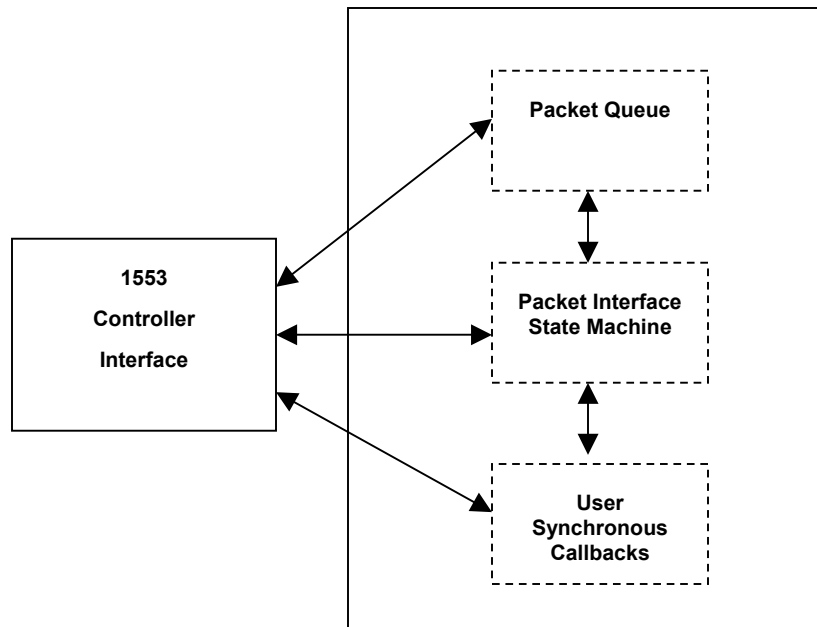 Packet Queue
1553
Controller
Interface
Packet Interface
State Machine
User
Synchronous
Callbacks